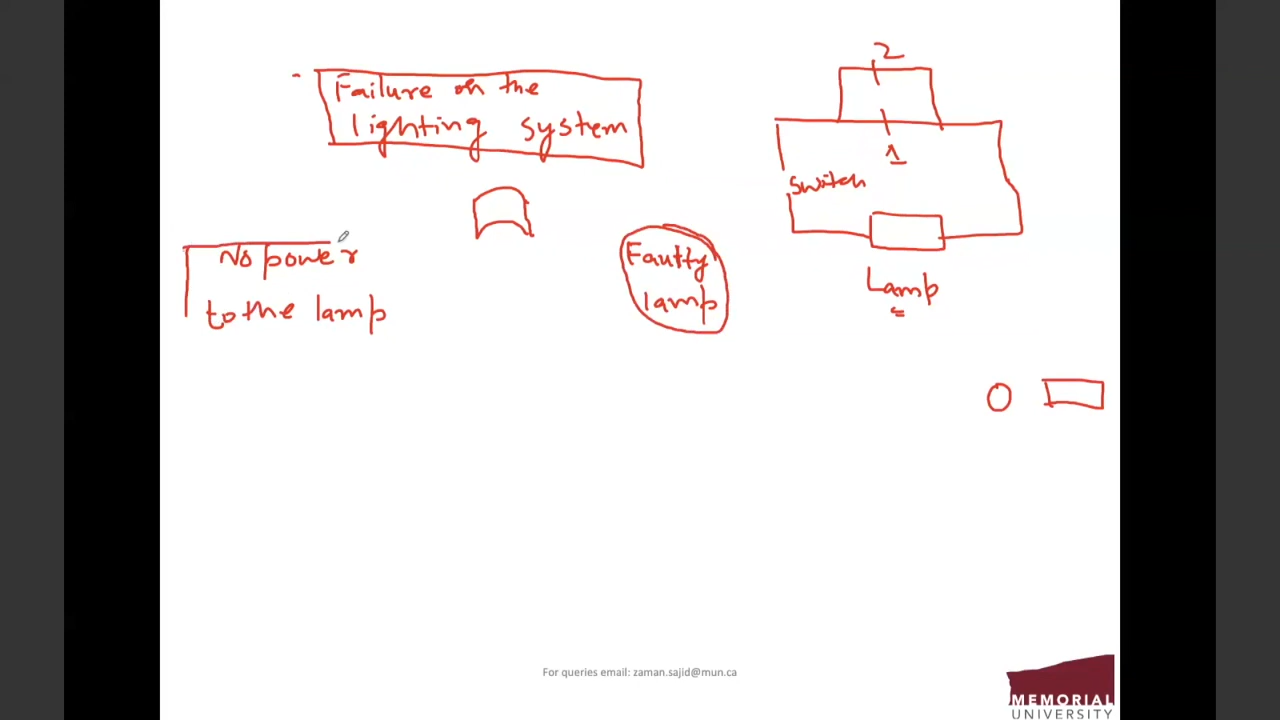 Failure on the
lighting system
2
1
Switch
Lamp
No power
to the lamp
Faulty
lamp
For queries email: zaman.sajid@mun.ca
MEMORIAL
UNIVERSITY